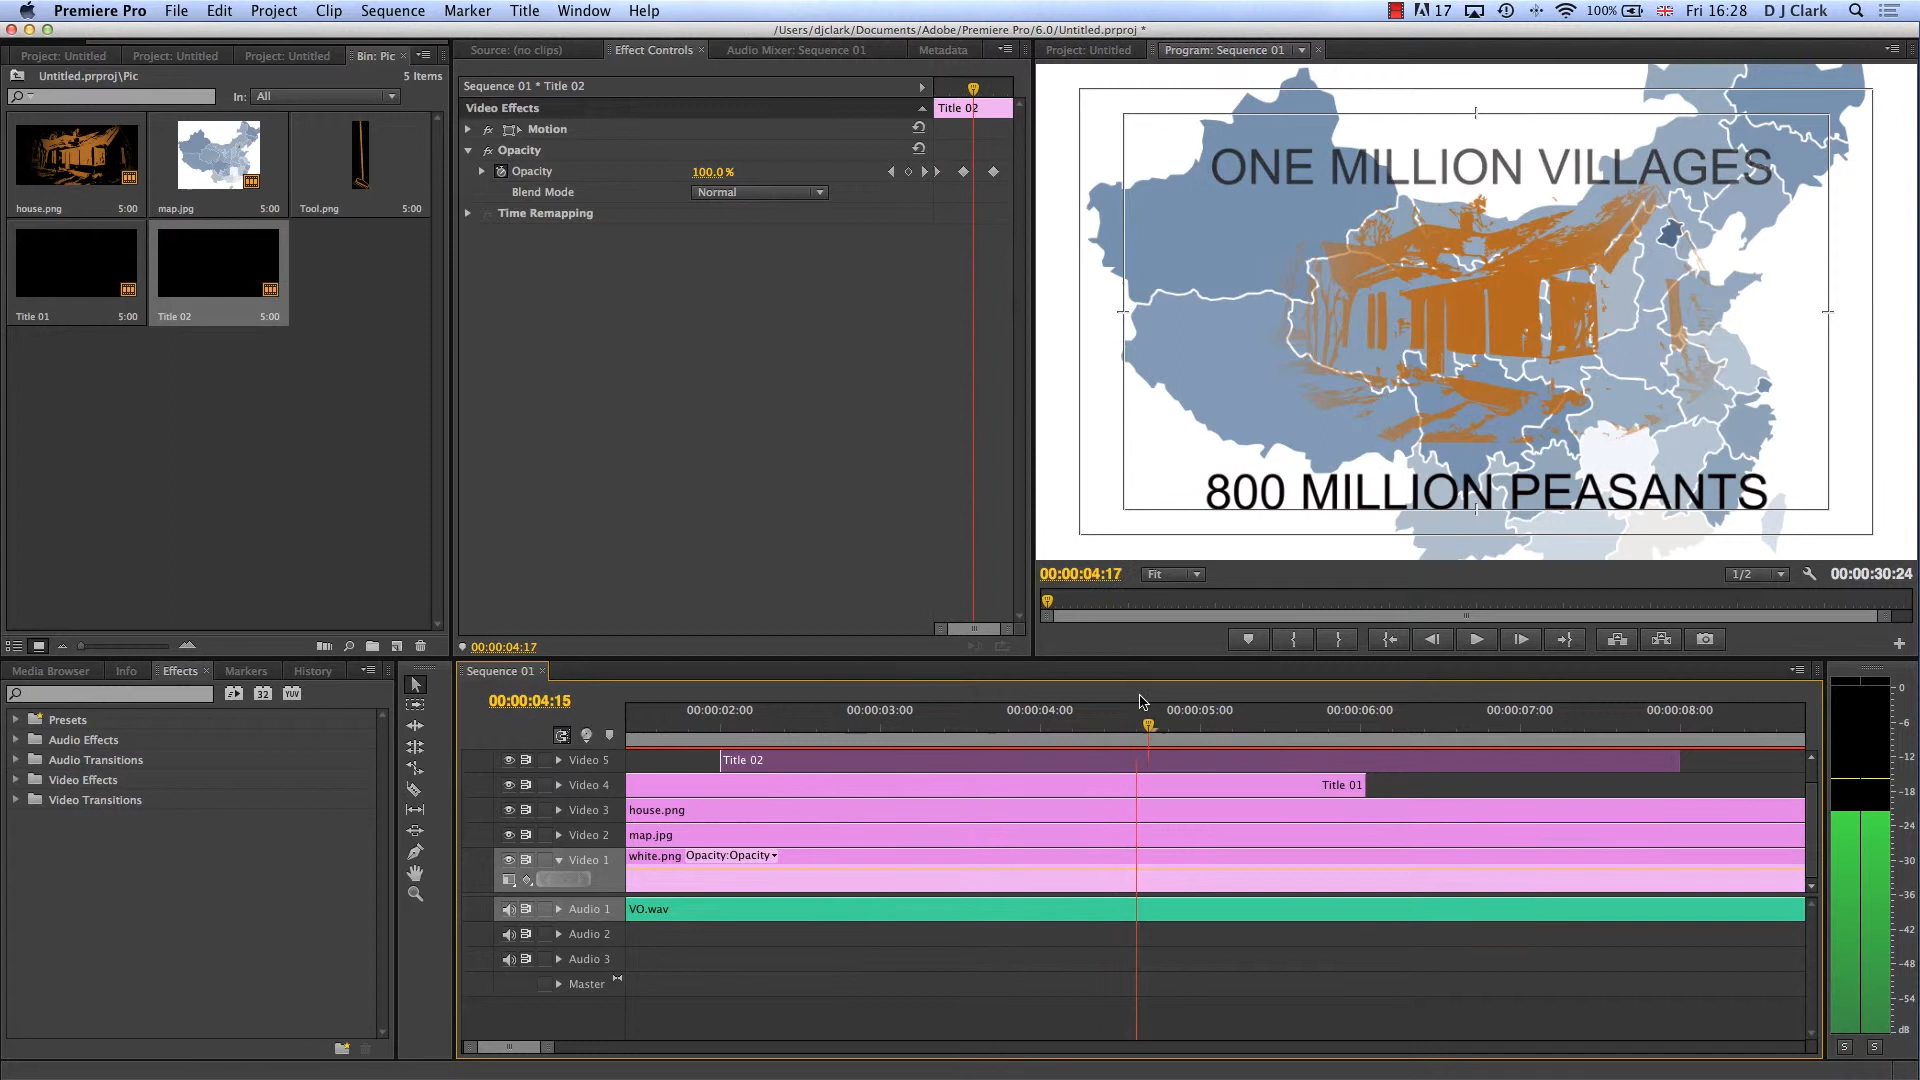 Premiere Pro File Edit Project Clip Sequence Marker Title Window Help 17 100% Fri 16:28 D J Clark
/Users/djclark/Documents/Adobe/Premiere Pro/6.0/Untitled.prproj *
Project: Untitled Project: Untitled Project: Untitled Bin: Pic
Untitled.prproj\Pic 5 Items
In: All
house.png 5:00 map.jpg 5:00 Tool.png 5:00
Title 01 5:00 Title 02 5:00
Source: (no clips) Effect Controls Audio Mixer: Sequence 01 Metadata
Sequence 01 * Title 02
Video Effects Title 02
fx Motion
fx Opacity
Opacity 100.0 %
Blend Mode Normal
Time Remapping
00:00:04:17
Project: Untitled Program: Sequence 01
ONE MILLION VILLAGES
800 MILLION PEASANTS
00:00:04:17 Fit 1/2 00:00:30:24
Media Browser Info Effects Markers History
32 YUV
Presets
Audio Effects
Audio Transitions
Video Effects
Video Transitions
Sequence 01
00:00:04:15
00:00:02:00 00:00:03:00 00:00:04:00 00:00:05:00 00:00:06:00 00:00:07:00 00:00:08:00
Video 5 Title 02
Video 4 Title 01
Video 3 house.png
Video 2 map.jpg
Video 1 white.png Opacity:Opacity
Audio 1 VO.wav
Audio 2
Audio 3
Master
0
-6
-12
-18
-24
-30
-36
-42
-48
-54
dB
S S